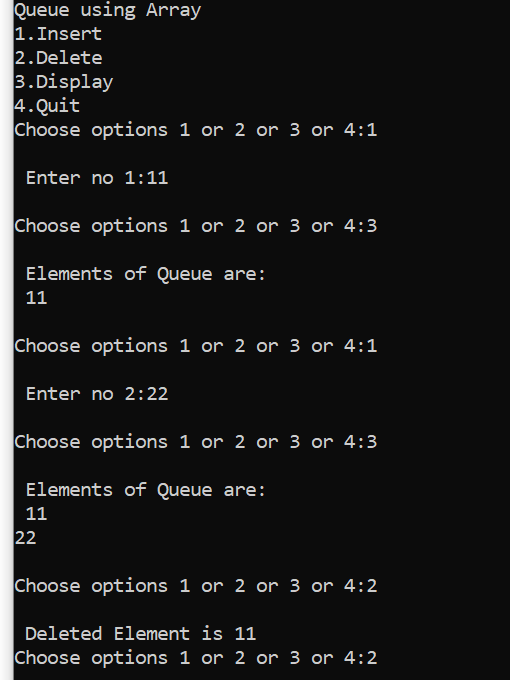 Queue using Array
1.Insert
2.Delete
3.Display
4.Quit
Choose options 1 or 2 or 3 or 4:1
Enter no 1:11
Choose options 1 or 2 or 3 or 4:3
Elements of Queue are:
11
Choose options 1 or 2 or 3 or 4:1
Enter no 2:22
Choose options 1 or 2 or 3 or 4:3
Elements of Queue are:
11
22
Choose options 1 or 2 or 3 or 4:2
Deleted Element is 11
Choose options 1 or 2 or 3 or 4:2